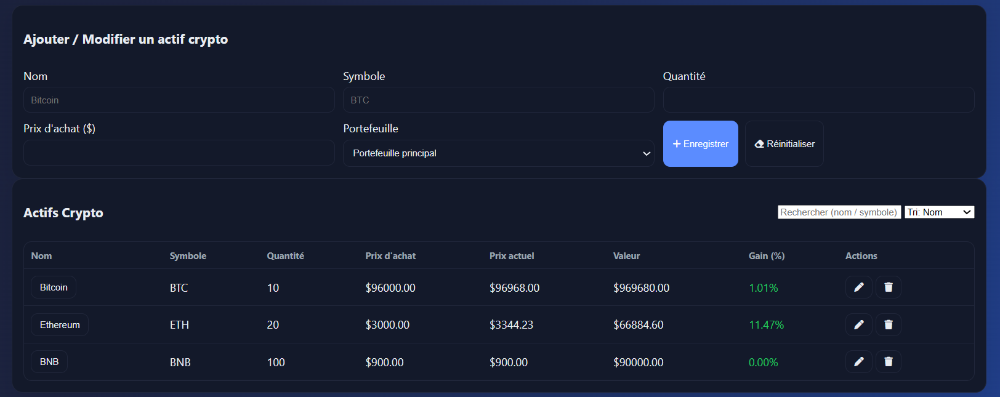 Ajouter / Modifier un actif crypto
Nom Symbole Quantité
Bitcoin BTC
Prix d'achat ($) Portefeuille
Portefeuille principal + Enregistrer Réinitialiser
Actifs Crypto Rechercher (nom / symbole) Tri: Nom
Nom Symbole Quantité Prix d'achat Prix actuel Valeur Gain (%) Actions
Bitcoin BTC 10 $96000.00 $96968.00 $969680.00 1.01%
Ethereum ETH 20 $3000.00 $3344.23 $66884.60 11.47%
BNB BNB 100 $900.00 $900.00 $90000.00 0.00%